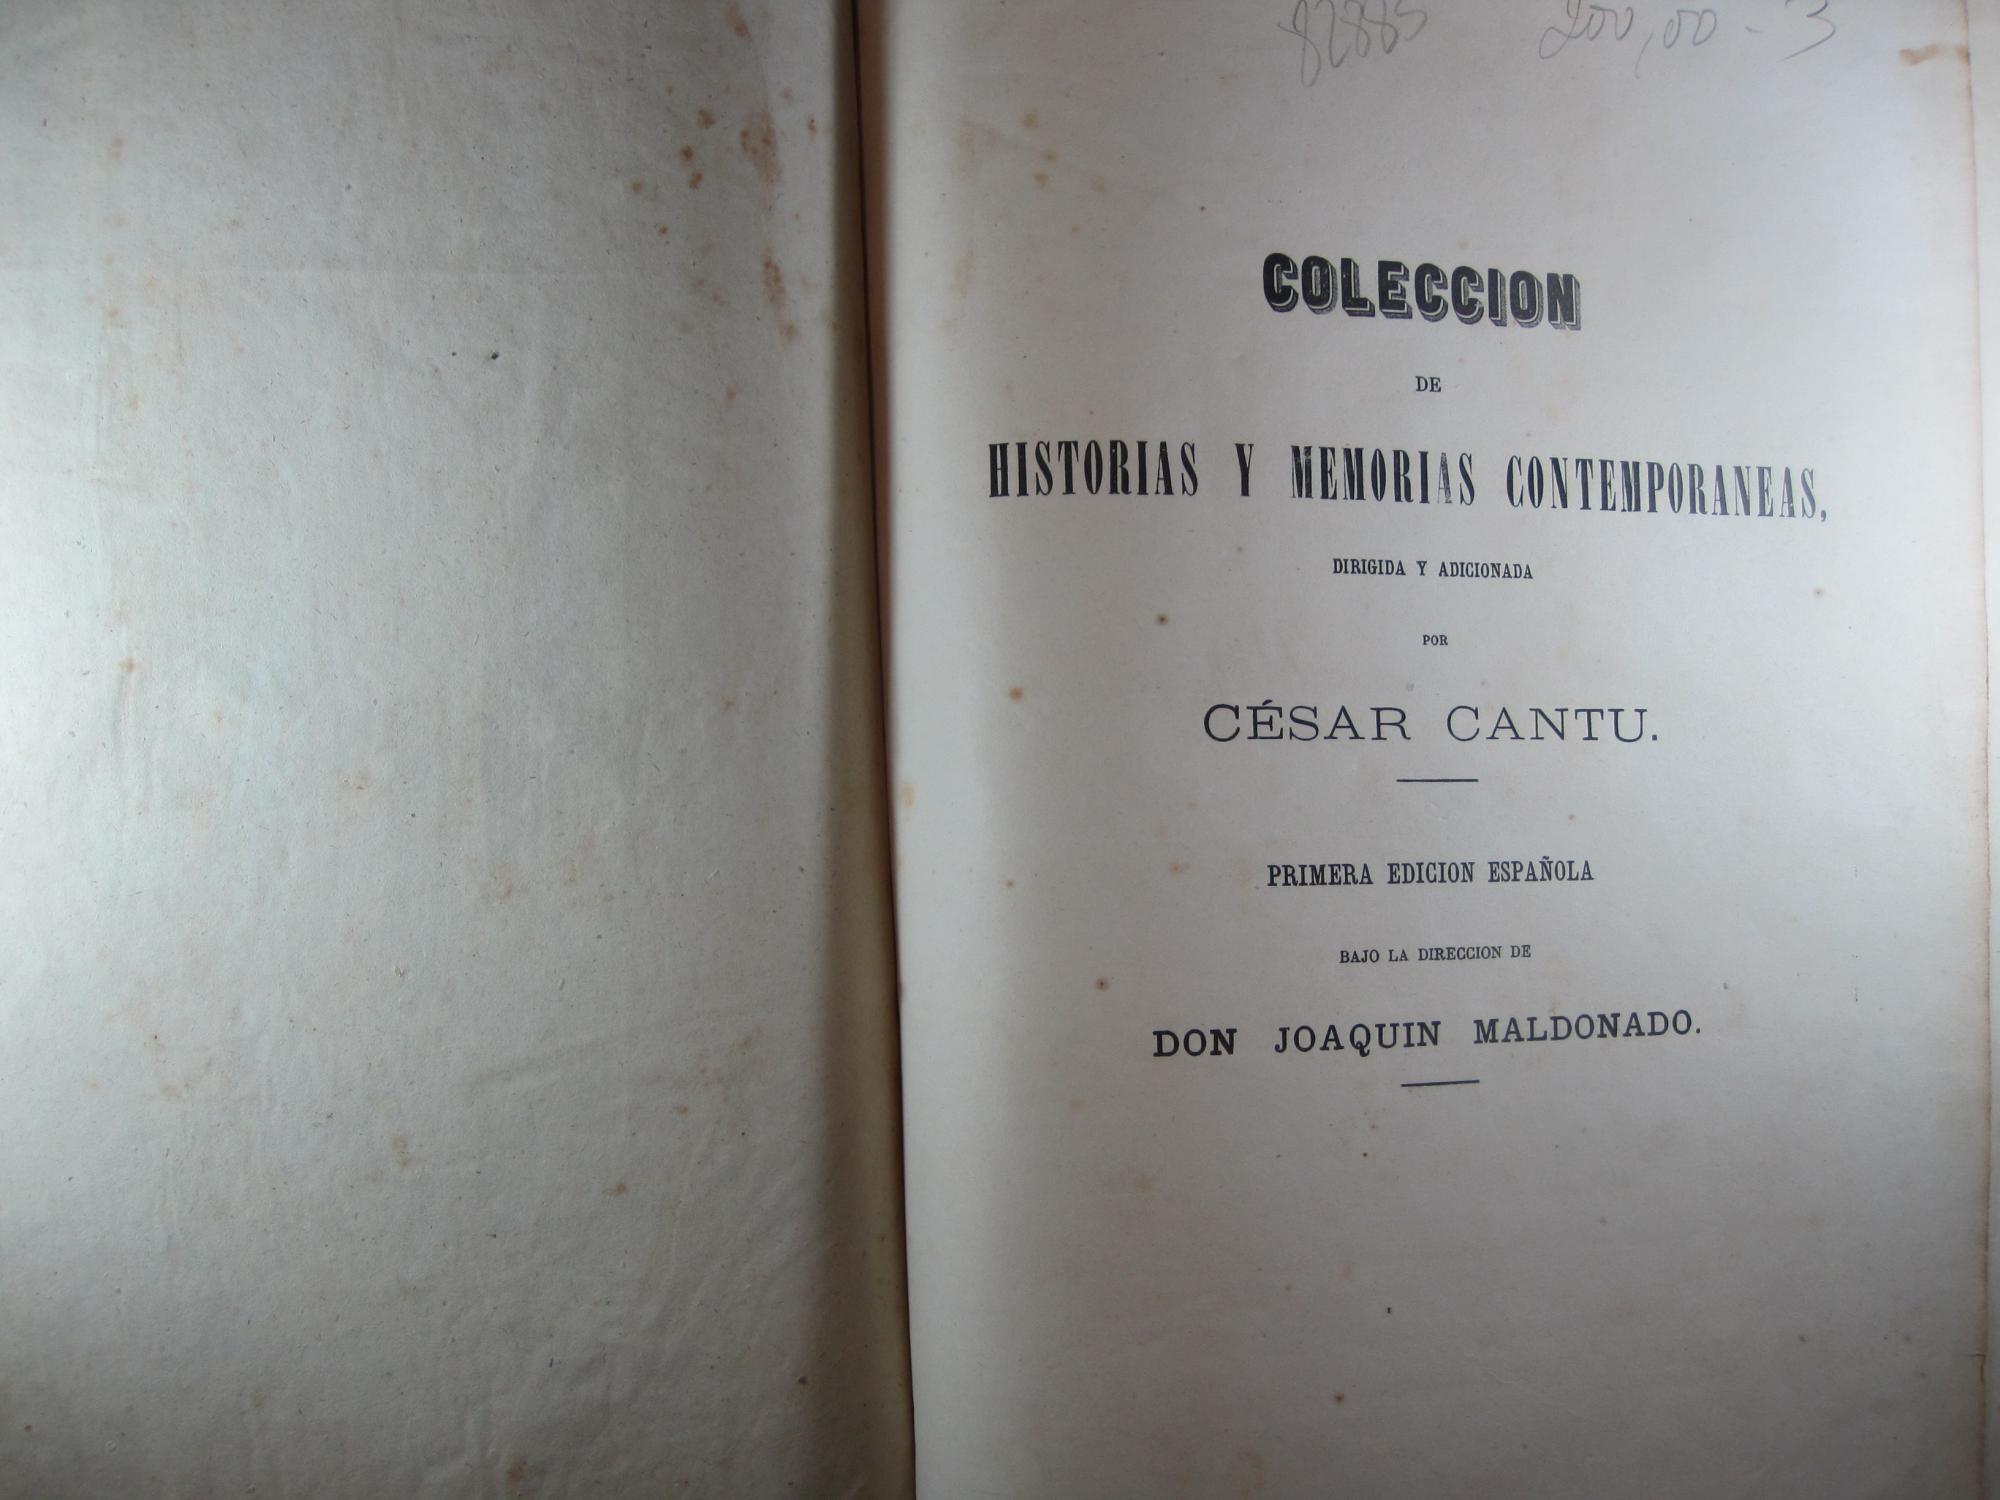 82885 200,00 - 3
COLECCION
DE
HISTORIAS Y MEMORIAS CONTEMPORANEAS,
DIRIGIDA Y ADICIONADA
POR
CÉSAR CANTU.
PRIMERA EDICION ESPAÑOLA
BAJO LA DIRECCION DE
DON JOAQUIN MALDONADO.